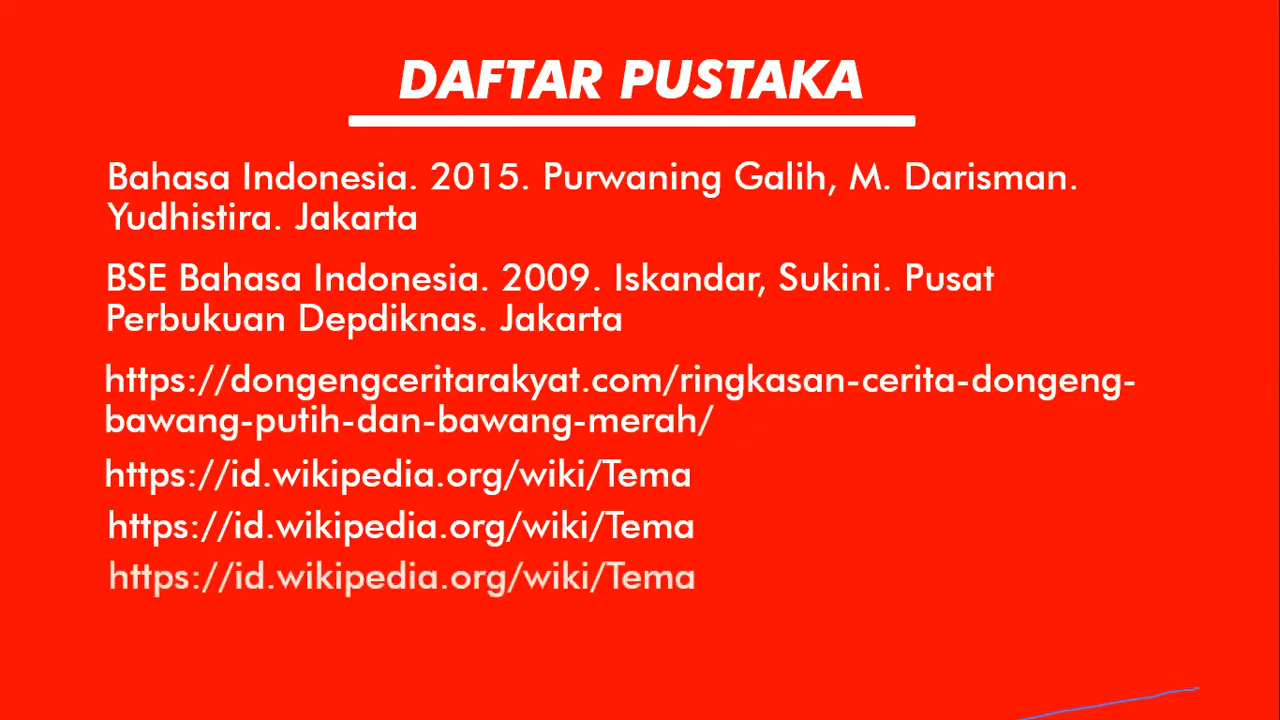 DAFTAR PUSTAKA
Bahasa Indonesia. 2015. Purwaning Galih, M. Darisman.
Yudhistira. Jakarta
BSE Bahasa Indonesia. 2009. Iskandar, Sukini. Pusat
Perbukuan Depdiknas. Jakarta
https://dongengceritarakyat.com/ringkasan-cerita-dongeng-
bawang-putih-dan-bawang-merah/
https://id.wikipedia.org/wiki/Tema
https://id.wikipedia.org/wiki/Tema
https://id.wikipedia.org/wiki/Tema